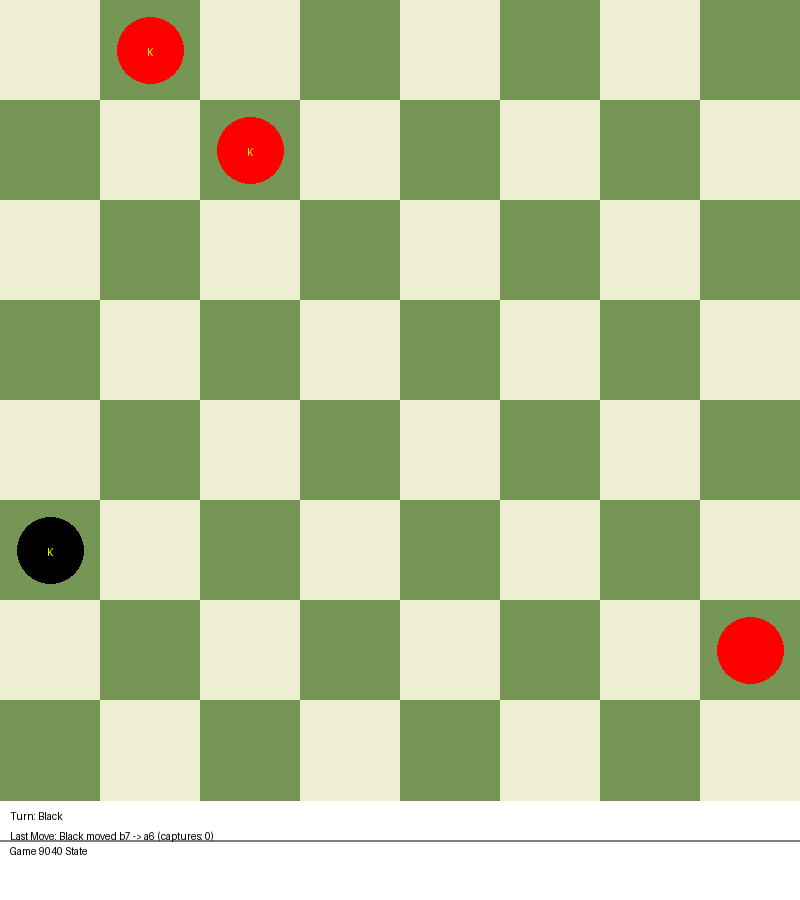 K
K
K
Turn: Black
Last Move: Black moved b7 -> a6 (captures: 0)
Game 9040 State